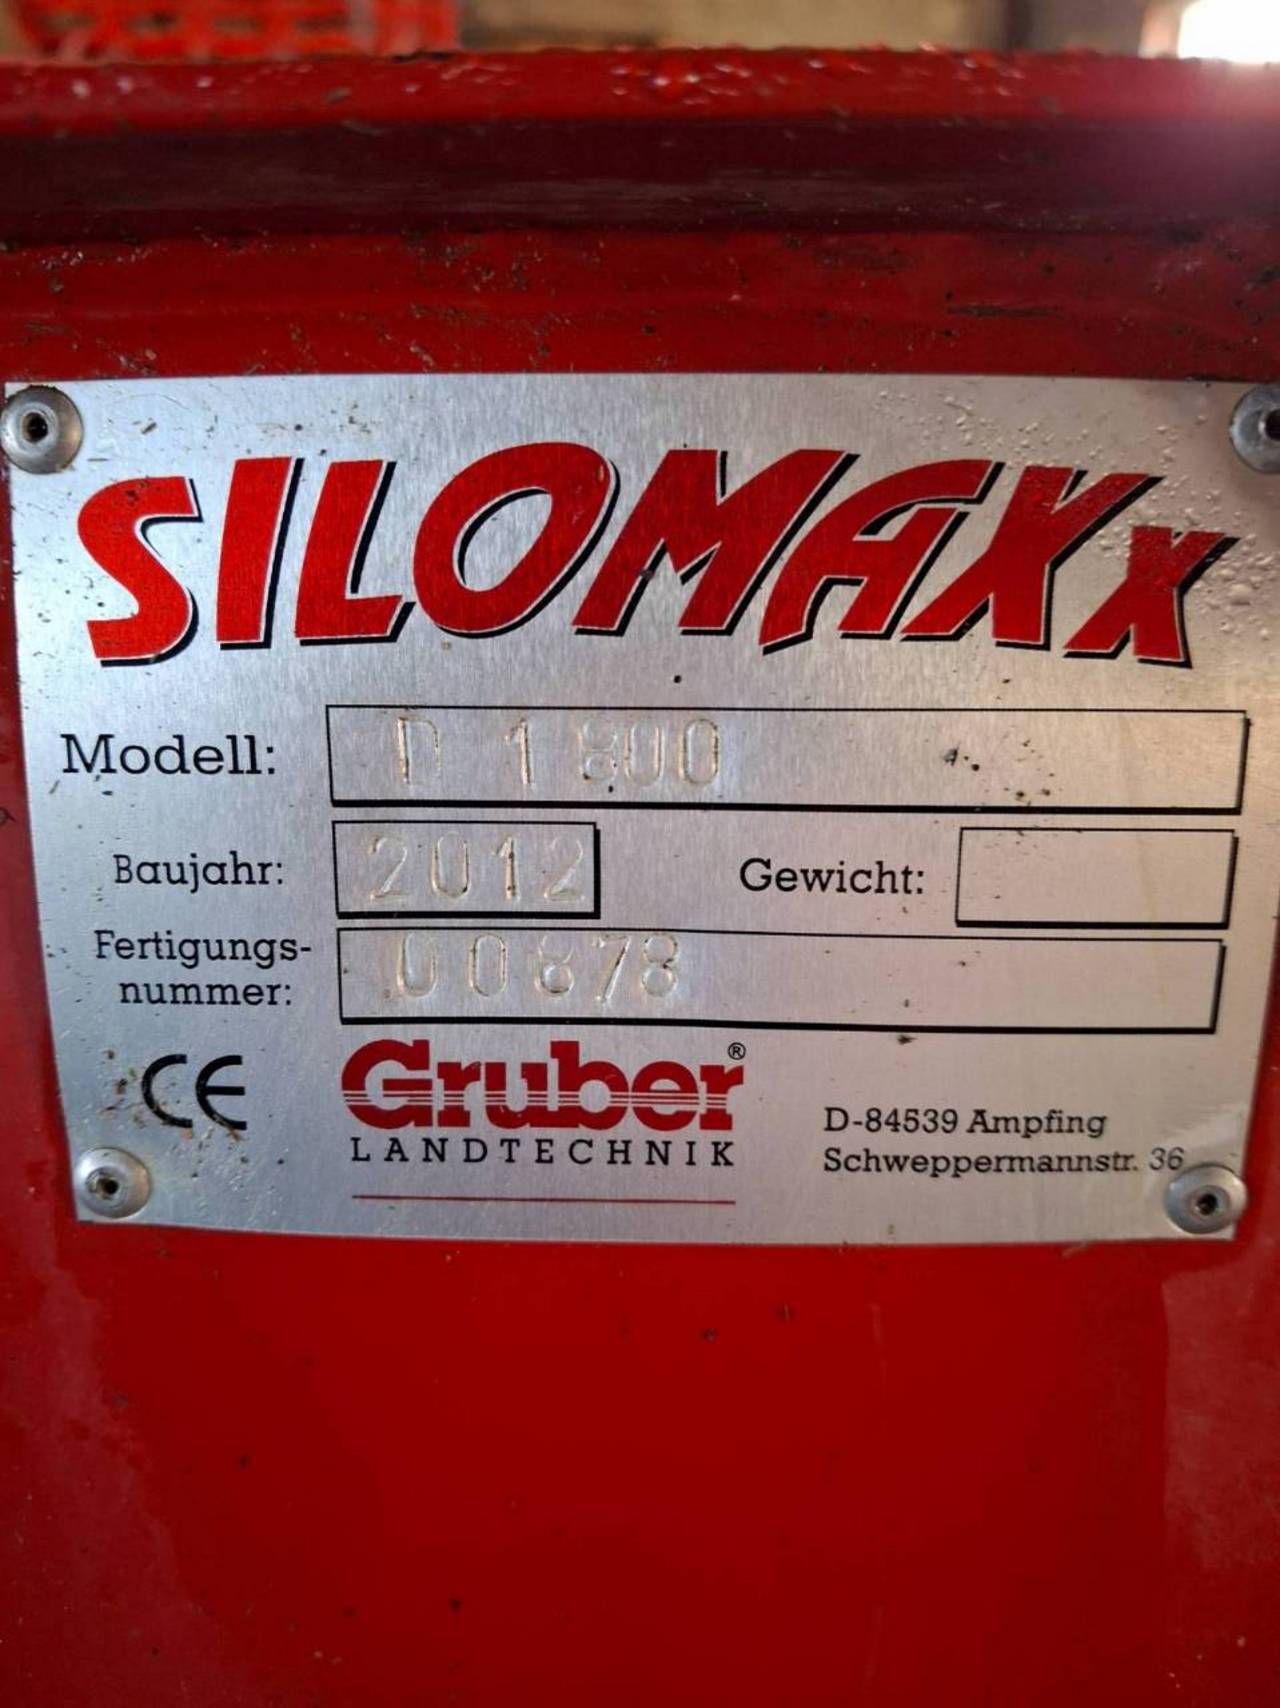 SILOMAXx
Modell: D 1800
Baujahr: 2012 Gewicht:
Fertigungs-
nummer: 00878
CE Gruber®
LANDTECHNIK
D-84539 Ampfing
Schweppermannstr. 36